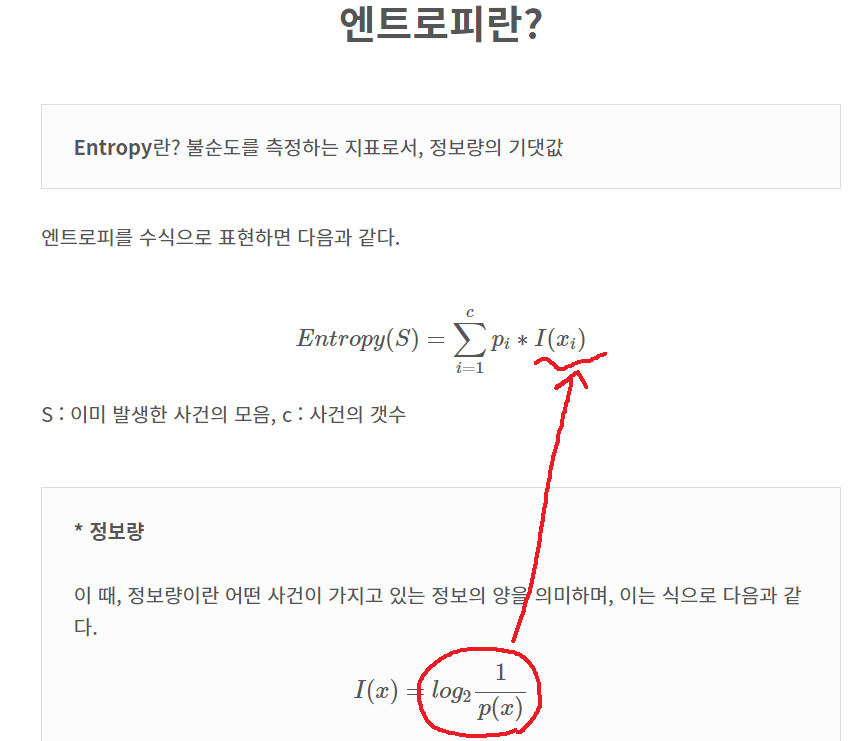 엔트로피란?
Entropy란? 불순도를 측정하는 지표로서, 정보량의 기댓값
엔트로피를 수식으로 표현하면 다음과 같다.
Entropy(S) = ∑_{i=1}^{c} p_i * I(x_i)
S : 이미 발생한 사건의 모음, c : 사건의 갯수
* 정보량
이 때, 정보량이란 어떤 사건이 가지고 있는 정보의 양을 의미하며, 이는 식으로 다음과 같
다.
I(x) = log_2 \frac{1}{p(x)}